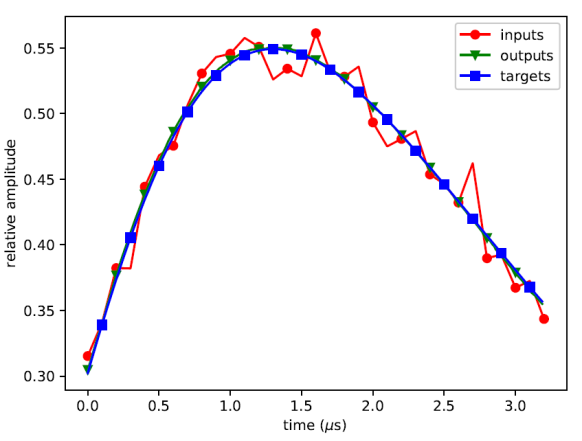 inputs
outputs
targets
relative amplitude
0.55
0.50
0.45
0.40
0.35
0.30
0.0 0.5 1.0 1.5 2.0 2.5 3.0
time (μs)